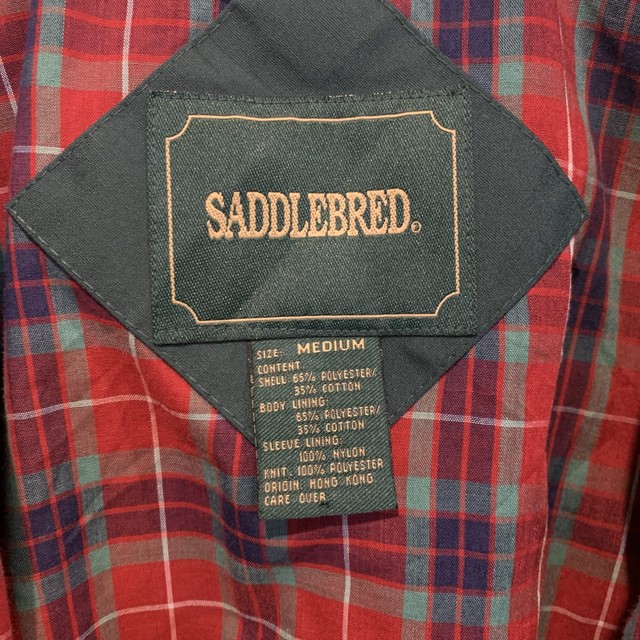 SADDLEBRED®
SIZE: MEDIUM
CONTENT:
SHELL: 65% POLYESTER/
35% COTTON
BODY LINING:
65% POLYESTER/
35% COTTON
SLEEVE LINING:
100% NYLON
KNIT: 100% POLYESTER
ORIGIN: HONG KONG
CARE OVER